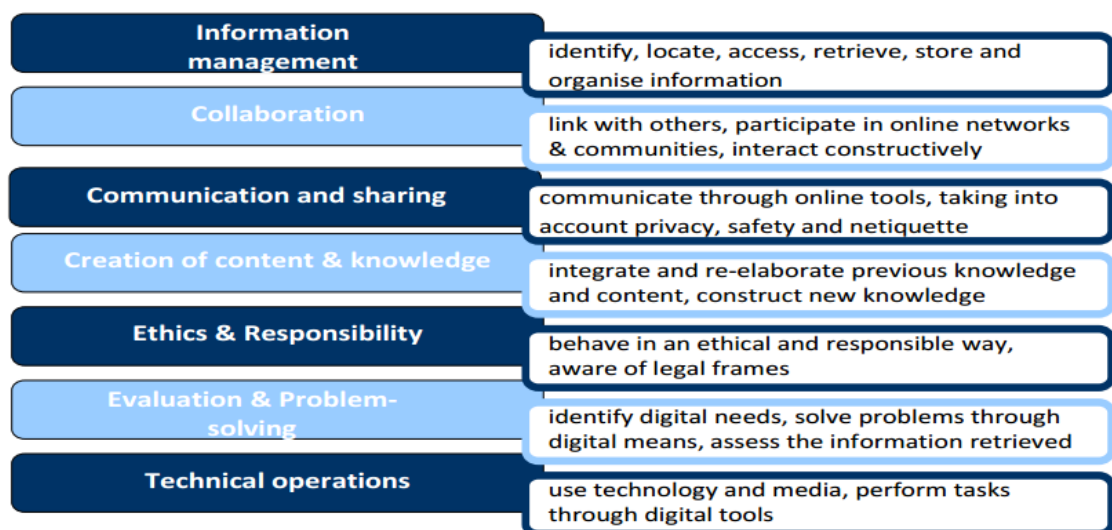 Information
management
identify, locate, access, retrieve, store and
organise information
Collaboration
link with others, participate in online networks
& communities, interact constructively
Communication and sharing
communicate through online tools, taking into
account privacy, safety and netiquette
Creation of content & knowledge
integrate and re-elaborate previous knowledge
and content, construct new knowledge
Ethics & Responsibility
behave in an ethical and responsible way,
aware of legal frames
Evaluation & Problem-
solving
identify digital needs, solve problems through
digital means, assess the information retrieved
Technical operations
use technology and media, perform tasks
through digital tools